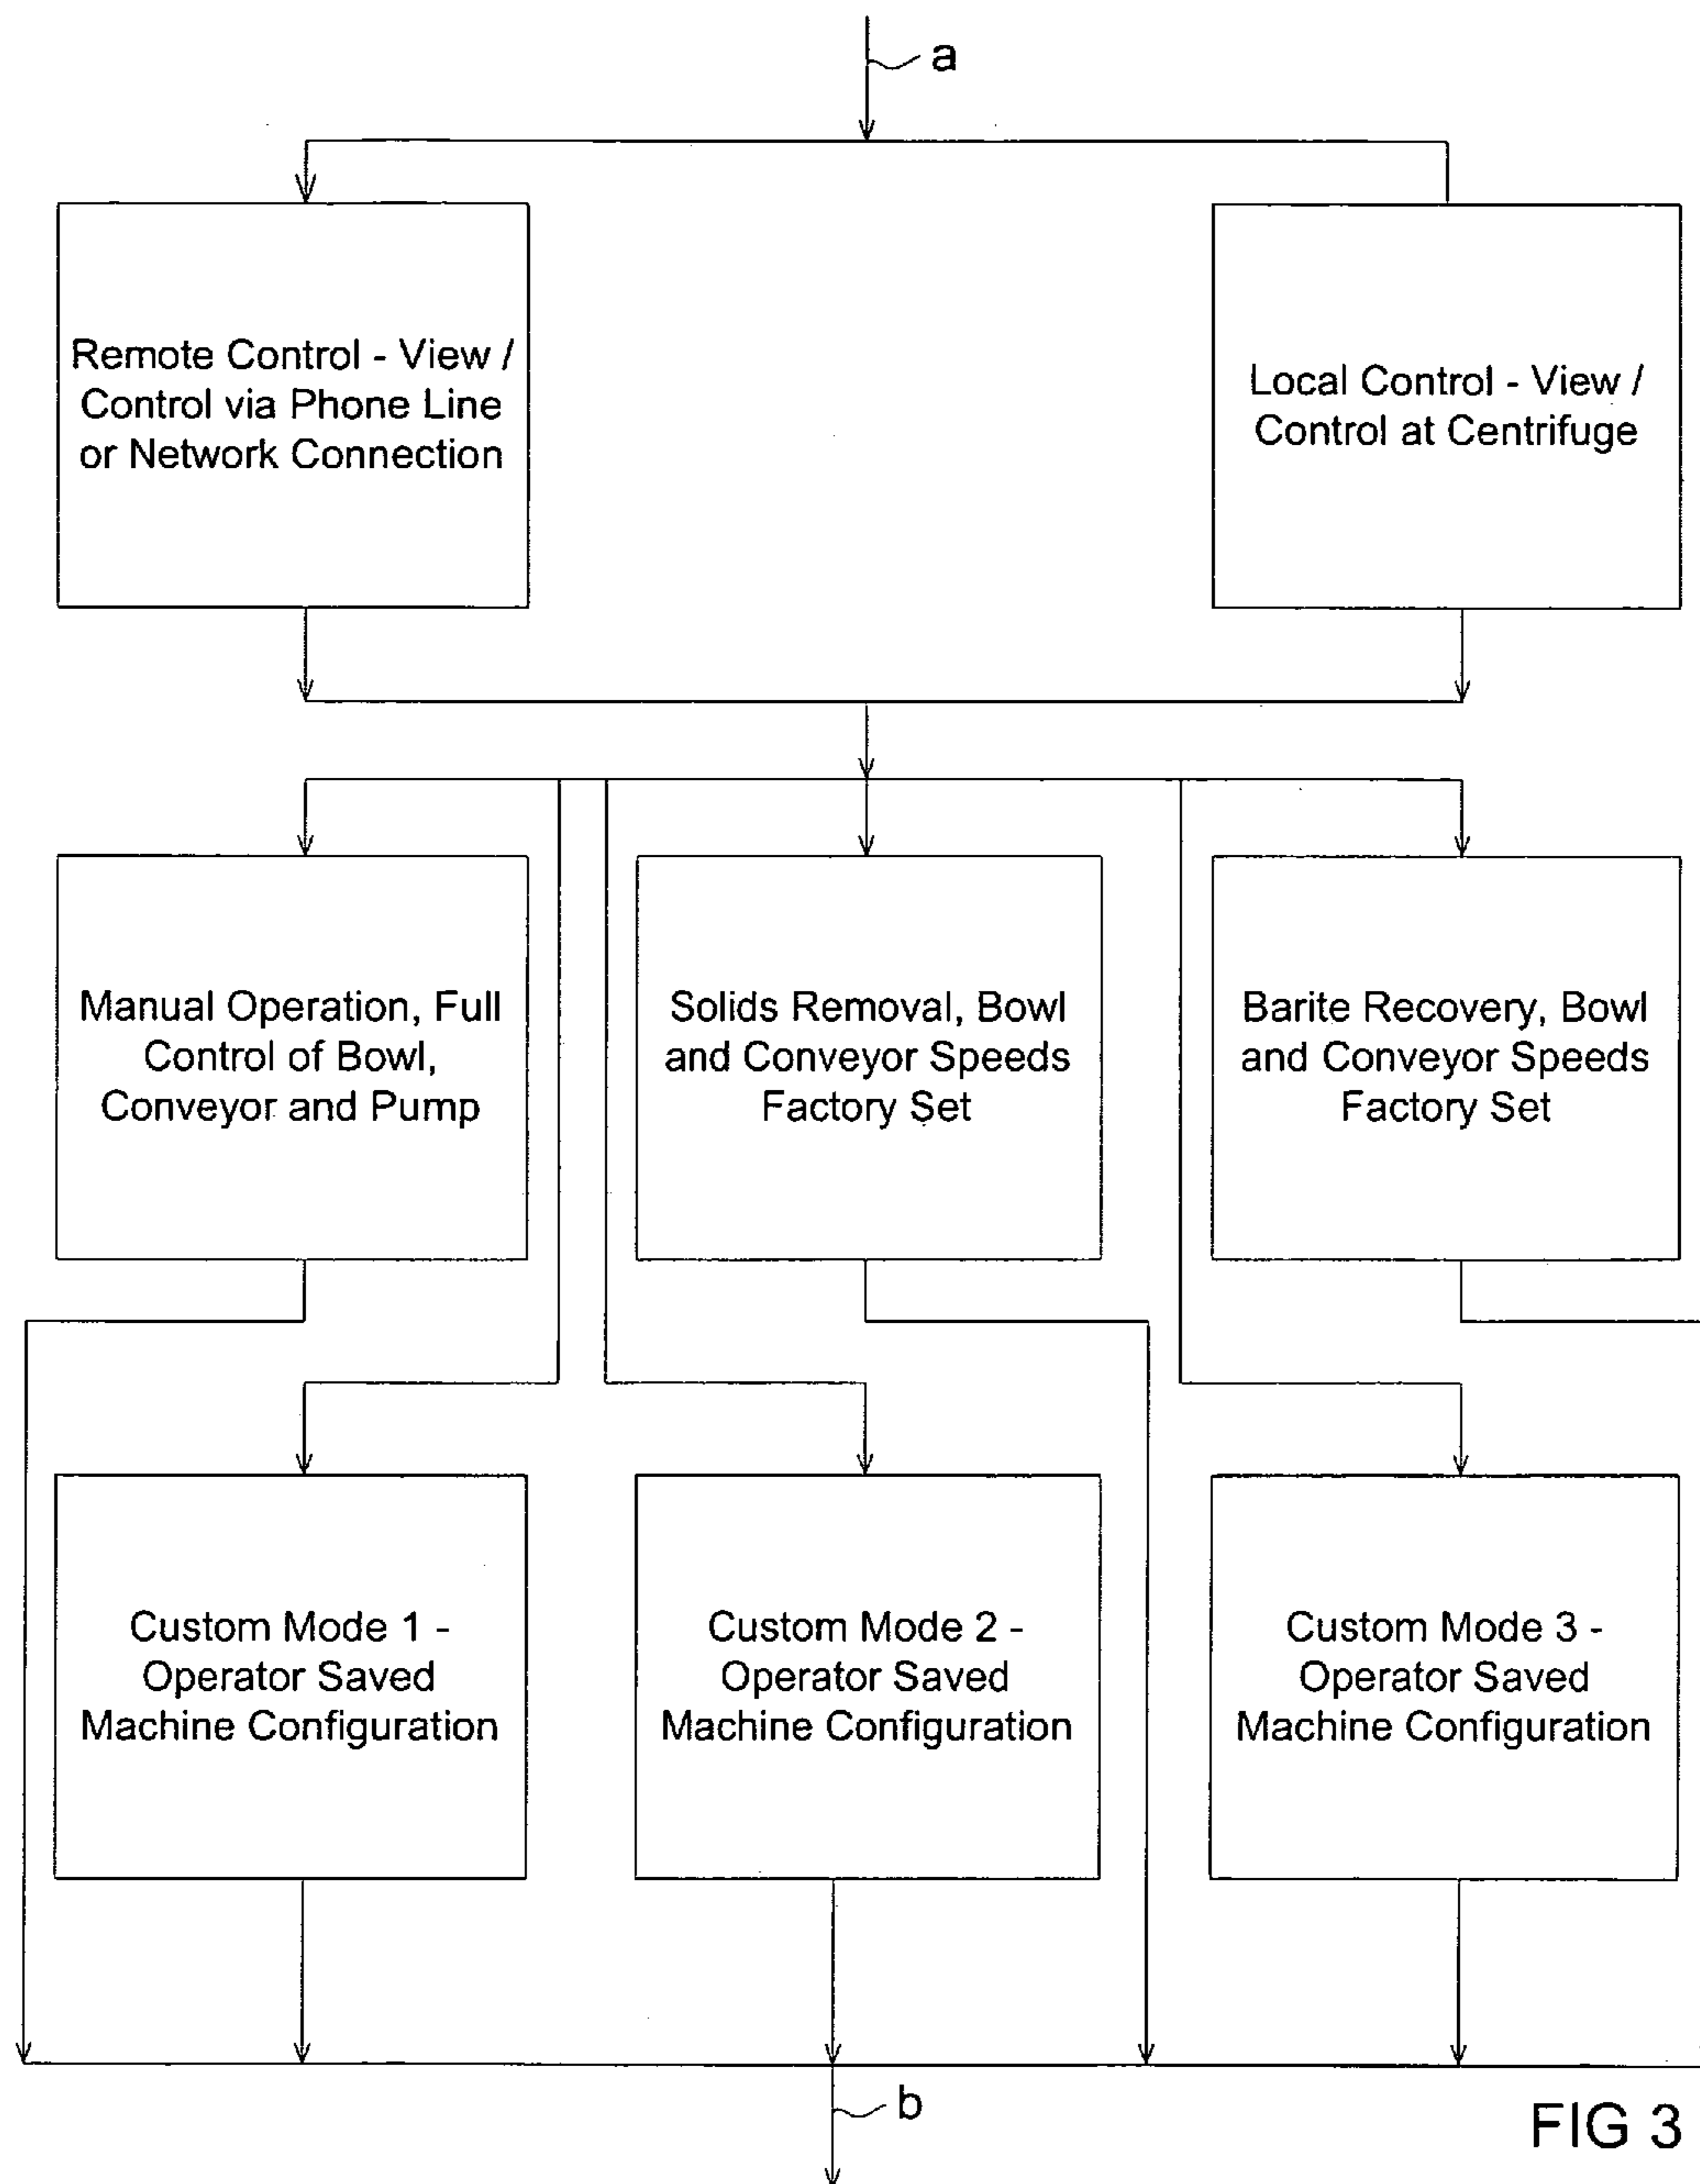 a
Remote Control - View /
Control via Phone Line
or Network Connection
Local Control - View /
Control at Centrifuge
Manual Operation, Full
Control of Bowl,
Conveyor and Pump
Solids Removal, Bowl
and Conveyor Speeds
Factory Set
Barite Recovery, Bowl
and Conveyor Speeds
Factory Set
Custom Mode 1 -
Operator Saved
Machine Configuration
Custom Mode 2 -
Operator Saved
Machine Configuration
Custom Mode 3 -
Operator Saved
Machine Configuration
b
FIG 3